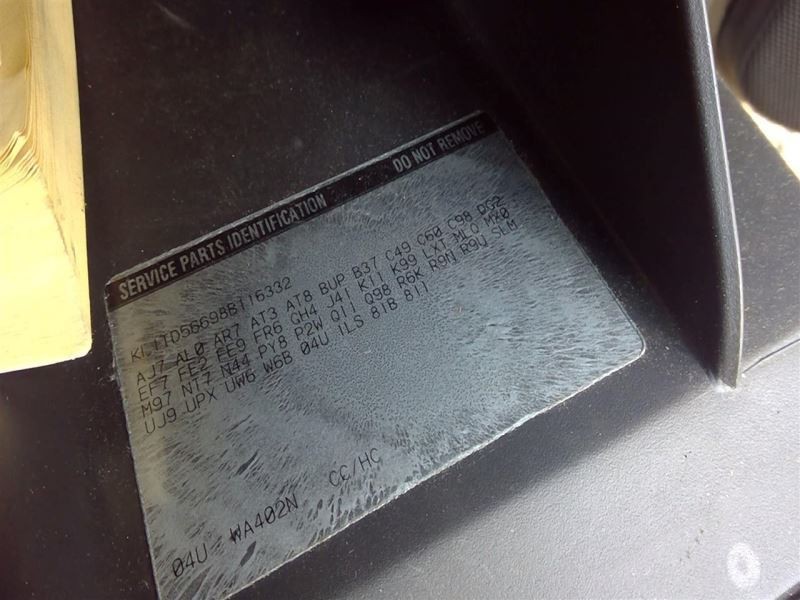 SERVICE PARTS IDENTIFICATION DO NOT REMOVE
KL1TD56698B116332
AJ7 AL0 AR7 AT3 AT8 BUP B37 C49 C60 C98 DG2
EF7 FE2 FE9 FR6 GH4 J41 K11 K99 LXT MLO MX0
M97 NT7 N44 PY8 P2W Q11 Q98 R6K R9N R9U SLM
UJ9 UPX UW6 W6B 04U 1LS 81B 811
04U WA402N CC/HC